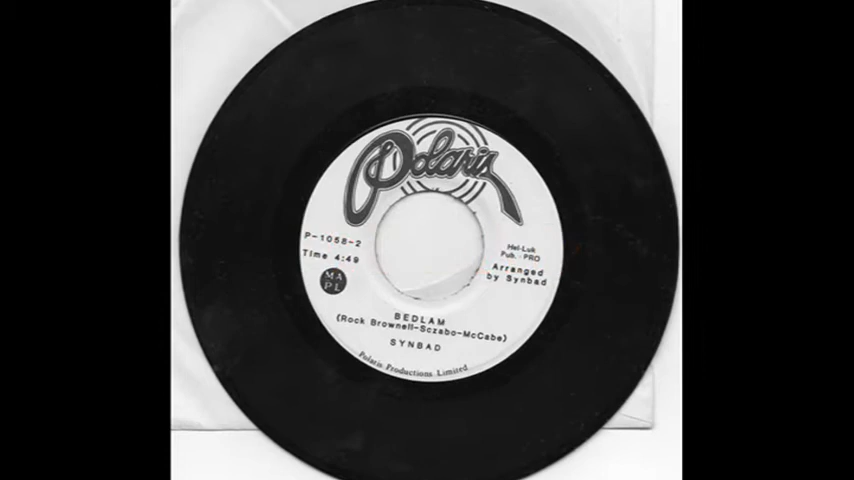 Polaris
P-1058-2
Time 4:49
MA
PL
Hel-Luk
Pub. - PRO
Arranged
by Synbad
BEDLAM
(Rock Brownell-Sczabo-McCabe)
SYNBAD
Polaris Productions Limited